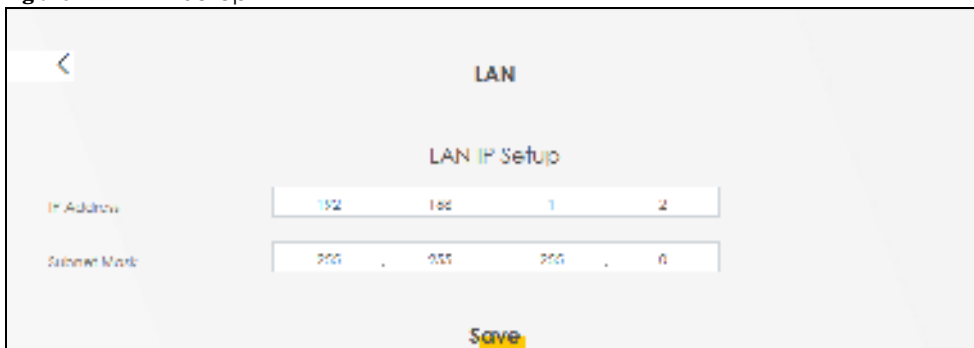 LAN
LAN IP Setup
IP Address 192 168 1 2
Subnet Mask 255 . 255 255 . 0
Save